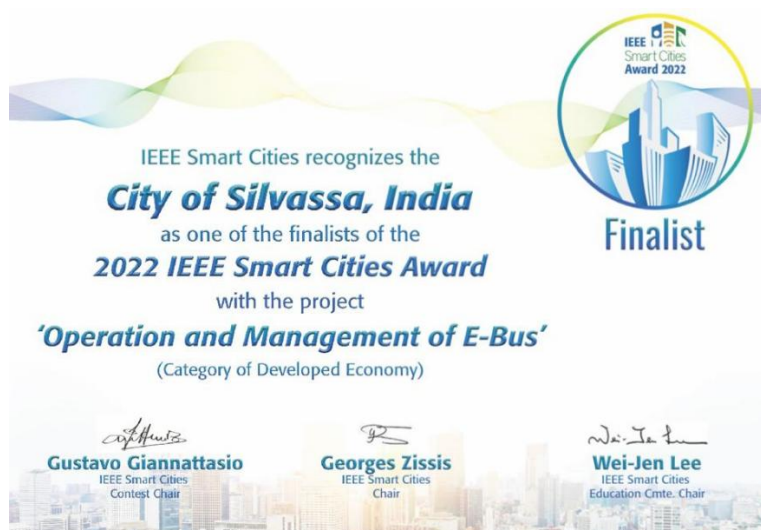 IEEE
Smart Cities
Award 2022
Finalist
IEEE Smart Cities recognizes the
City of Silvassa, India
as one of the finalists of the
2022 IEEE Smart Cities Award
with the project
‘Operation and Management of E-Bus’
(Category of Developed Economy)
Gustavo Giannattasio
IEEE Smart Cities
Contest Chair
Georges Zissis
IEEE Smart Cities
Chair
Wei-Jen Lee
IEEE Smart Cities
Education Cmte. Chair